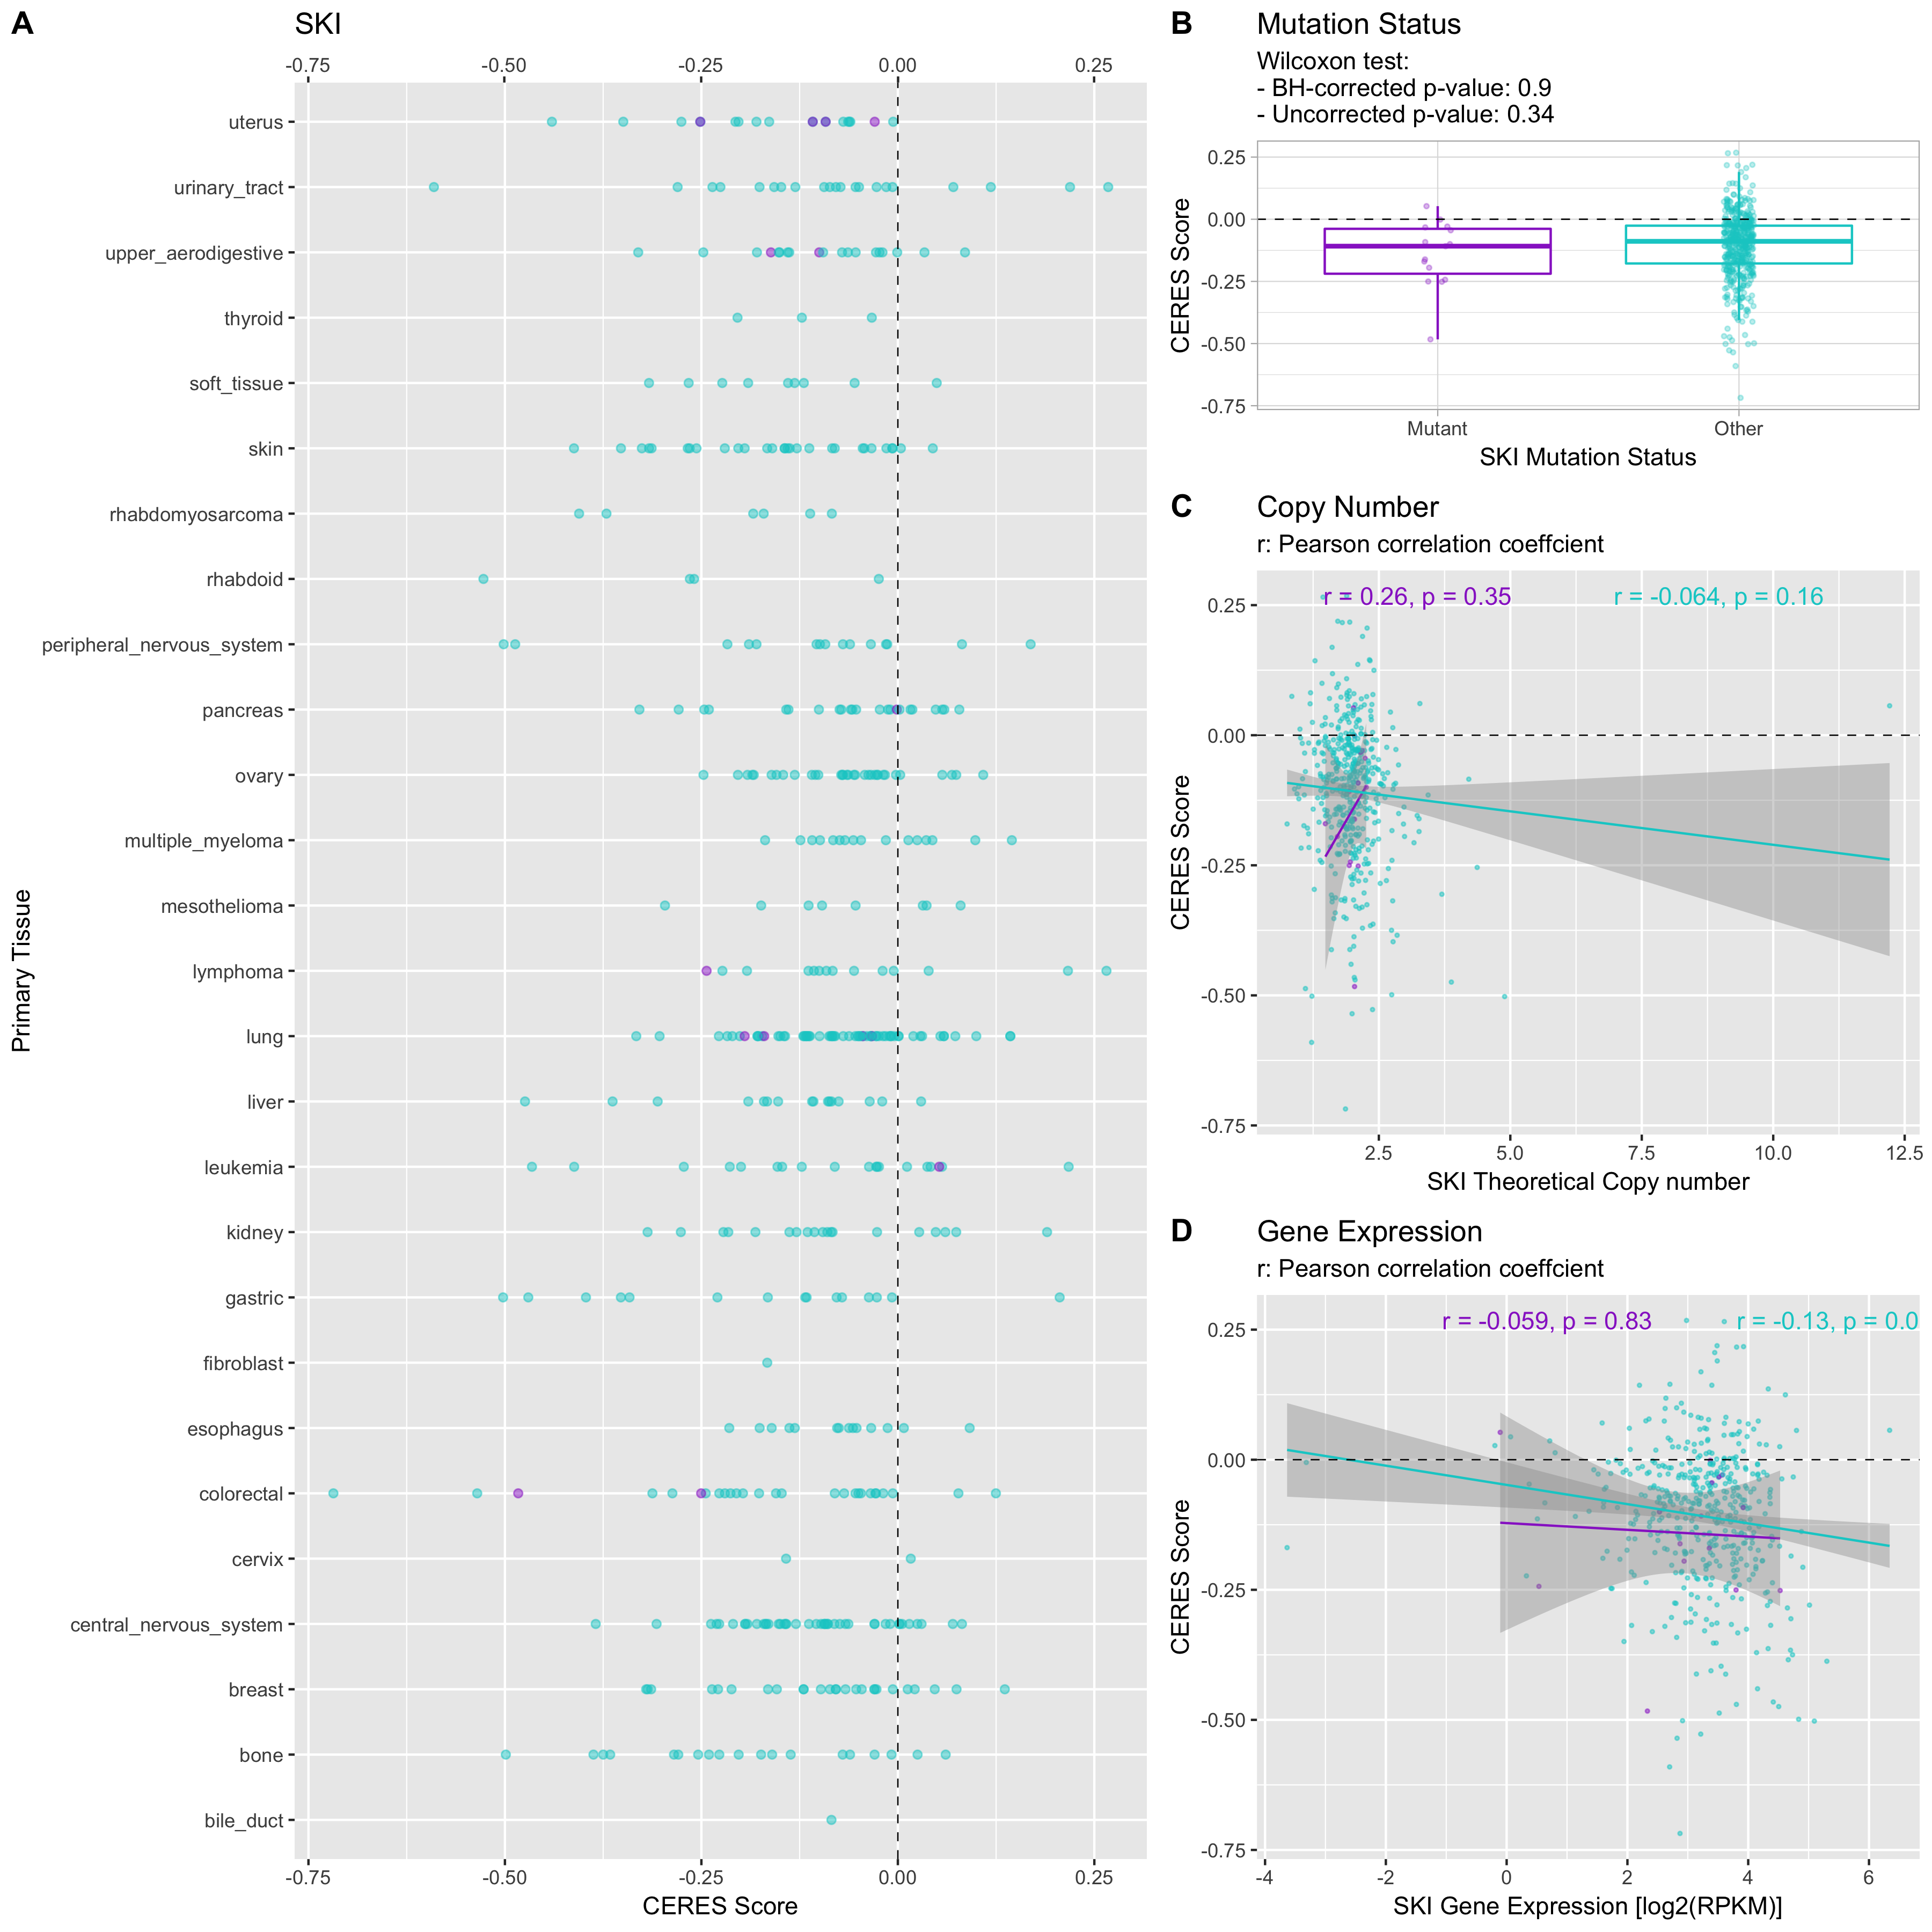 A
SKI
-0.75 -0.50 -0.25 0.00 0.25
Primary Tissue
uterus
urinary_tract
upper_aerodigestive
thyroid
soft_tissue
skin
rhabdomyosarcoma
rhabdoid
peripheral_nervous_system
pancreas
ovary
multiple_myeloma
mesothelioma
lymphoma
lung
liver
leukemia
kidney
gastric
fibroblast
esophagus
colorectal
cervix
central_nervous_system
breast
bone
bile_duct
-0.75 -0.50 -0.25 0.00 0.25
CERES Score
B
Mutation Status
Wilcoxon test:
- BH-corrected p-value: 0.9
- Uncorrected p-value: 0.34
CERES Score
0.25
0.00
-0.25
-0.50
-0.75
Mutant Other
SKI Mutation Status
C
Copy Number
r: Pearson correlation coeffcient
r = 0.26, p = 0.35 r = -0.064, p = 0.16
CERES Score
0.25
0.00
-0.25
-0.50
-0.75
2.5 5.0 7.5 10.0 12.5
SKI Theoretical Copy number
D
Gene Expression
r: Pearson correlation coeffcient
r = -0.059, p = 0.83 r = -0.13, p = 0.0
CERES Score
0.25
0.00
-0.25
-0.50
-0.75
-4 -2 0 2 4 6
SKI Gene Expression [log2(RPKM)]